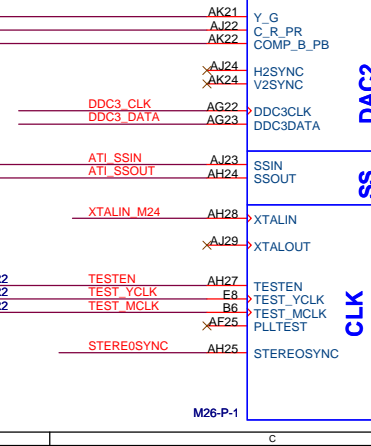 AK21 Y_G
AJ22 C_R_PR
AK22 COMP_B_PB
AJ24 H2SYNC
AK24 V2SYNC
DAC2
DDC3_CLK AG22 DDC3CLK
DDC3_DATA AG23 DDC3DATA
ATI_SSIN AJ23 SSIN
ATI_SSOUT AH24 SSOUT
SS
XTALIN_M24 AH28 XTALIN
AJ29 XTALOUT
TESTEN AH27 TESTEN
TEST_YCLK E8 TEST_YCLK
TEST_MCLK B6 TEST_MCLK
AF25 PLLTEST
CLK
STERE0SYNC AH25 STEREOSYNC
M26-P-1
C